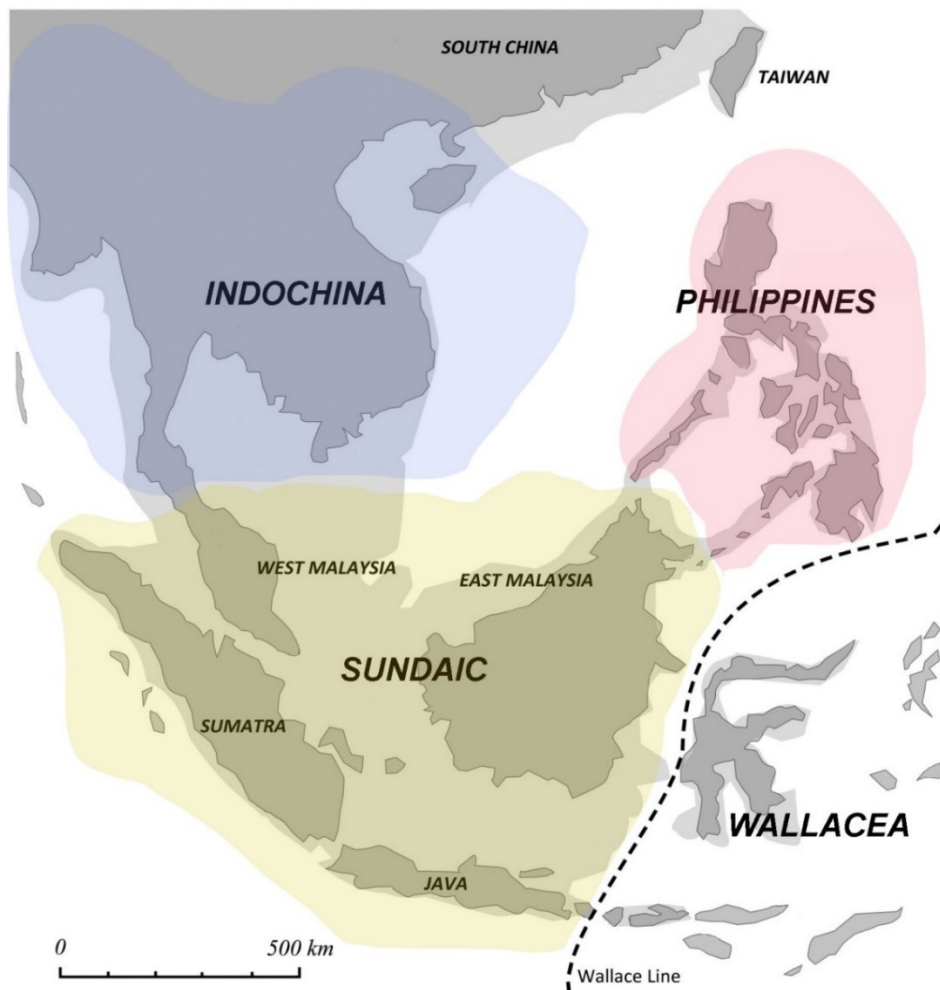 SOUTH CHINA
TAIWAN
INDOCHINA
PHILIPPINES
WEST MALAYSIA
EAST MALAYSIA
SUNDAIC
SUMATRA
WALLACEA
JAVA
0 500 km
Wallace Line